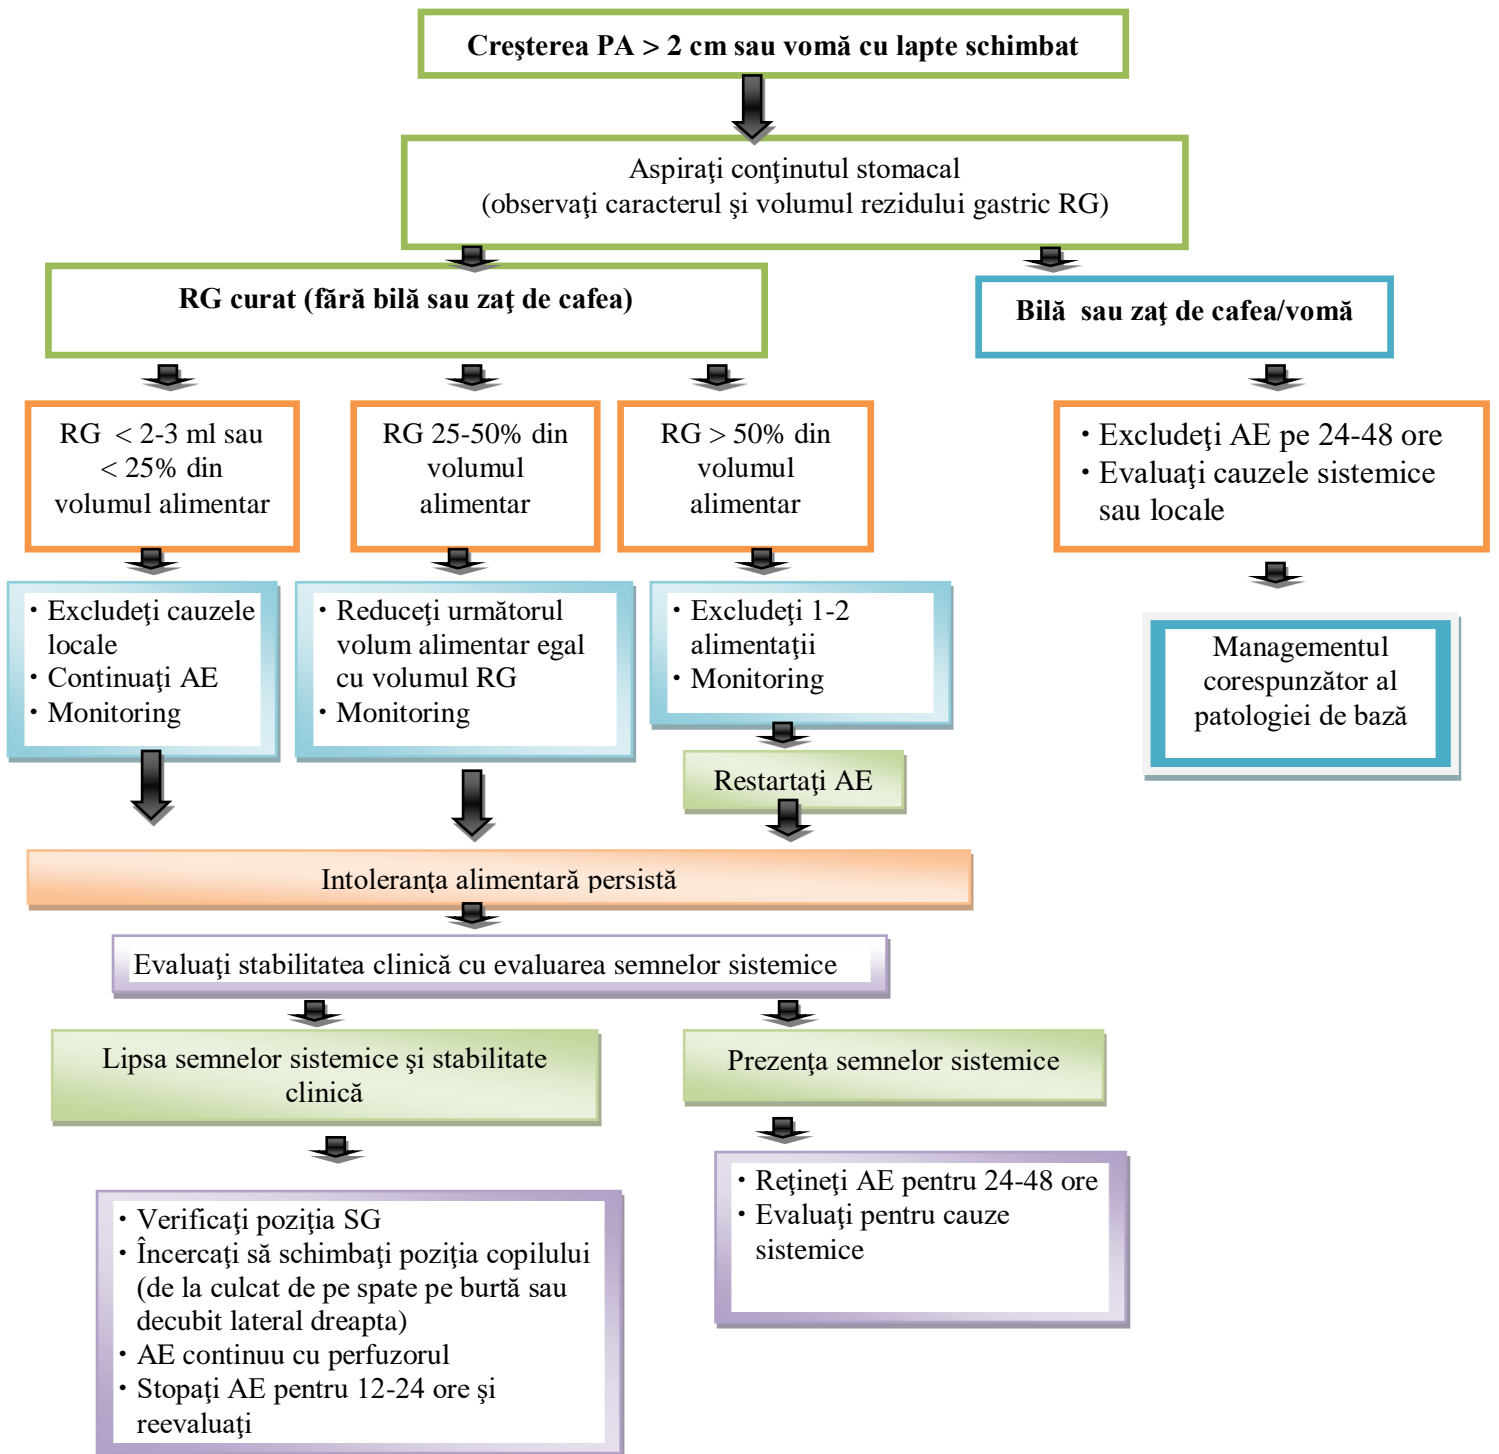 Creşterea PA > 2 cm sau vomă cu lapte schimbat
Aspiraţi conţinutul stomacal
(observaţi caracterul şi volumul rezidului gastric RG)
RG curat (fără bilă sau zaţ de cafea)
Bilă sau zaţ de cafea/vomă
RG < 2-3 ml sau
< 25% din
volumul alimentar
RG 25-50% din
volumul
alimentar
RG > 50% din
volumul
alimentar
· Excludeţi AE pe 24-48 ore
· Evaluaţi cauzele sistemice
sau locale
· Excludeţi cauzele
locale
· Continuaţi AE
· Monitoring
· Reduceţi următorul
volum alimentar egal
cu volumul RG
· Monitoring
· Excludeţi 1-2
alimentaţii
· Monitoring
Managementul
corespunzător al
patologiei de bază
Restartaţi AE
Intoleranţa alimentară persistă
Evaluaţi stabilitatea clinică cu evaluarea semnelor sistemice
Lipsa semnelor sistemice şi stabilitate
clinică
Prezenţa semnelor sistemice
· Verificaţi poziţia SG
· Încercaţi să schimbaţi poziţia copilului
(de la culcat de pe spate pe burtă sau
decubit lateral dreapta)
· AE continuu cu perfuzorul
· Stopaţi AE pentru 12-24 ore şi
reevaluaţi
· Reţineţi AE pentru 24-48 ore
· Evaluaţi pentru cauze
sistemice